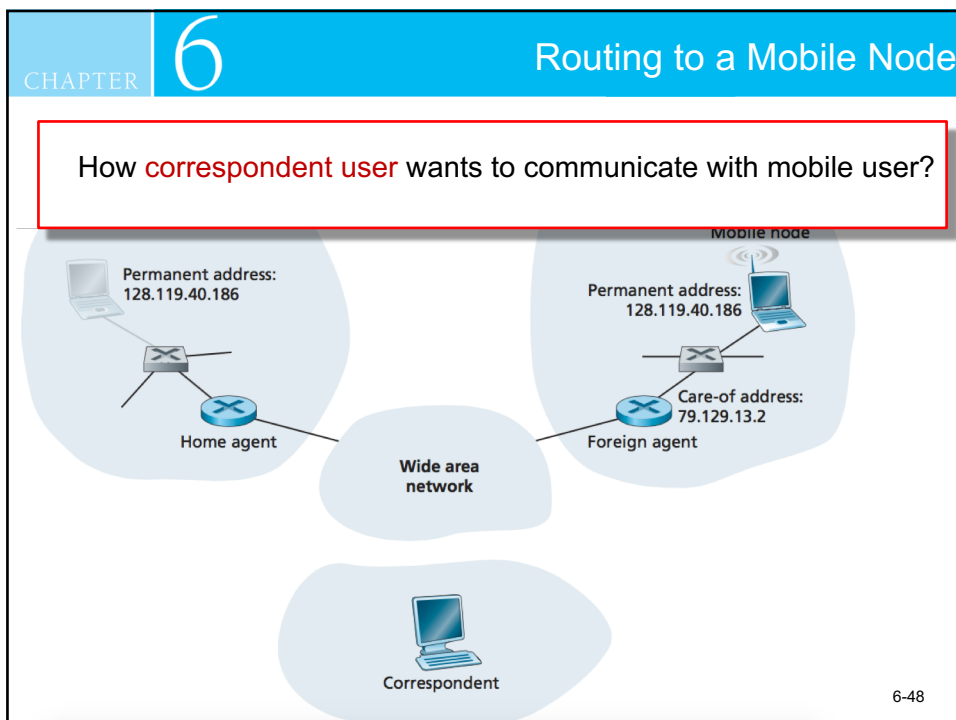 CHAPTER 6
Routing to a Mobile Node
How correspondent user wants to communicate with mobile user?
Mobile node
Permanent address:
128.119.40.186
Permanent address:
128.119.40.186
Care-of address:
79.129.13.2
Home agent
Foreign agent
Wide area
network
Correspondent
6-48